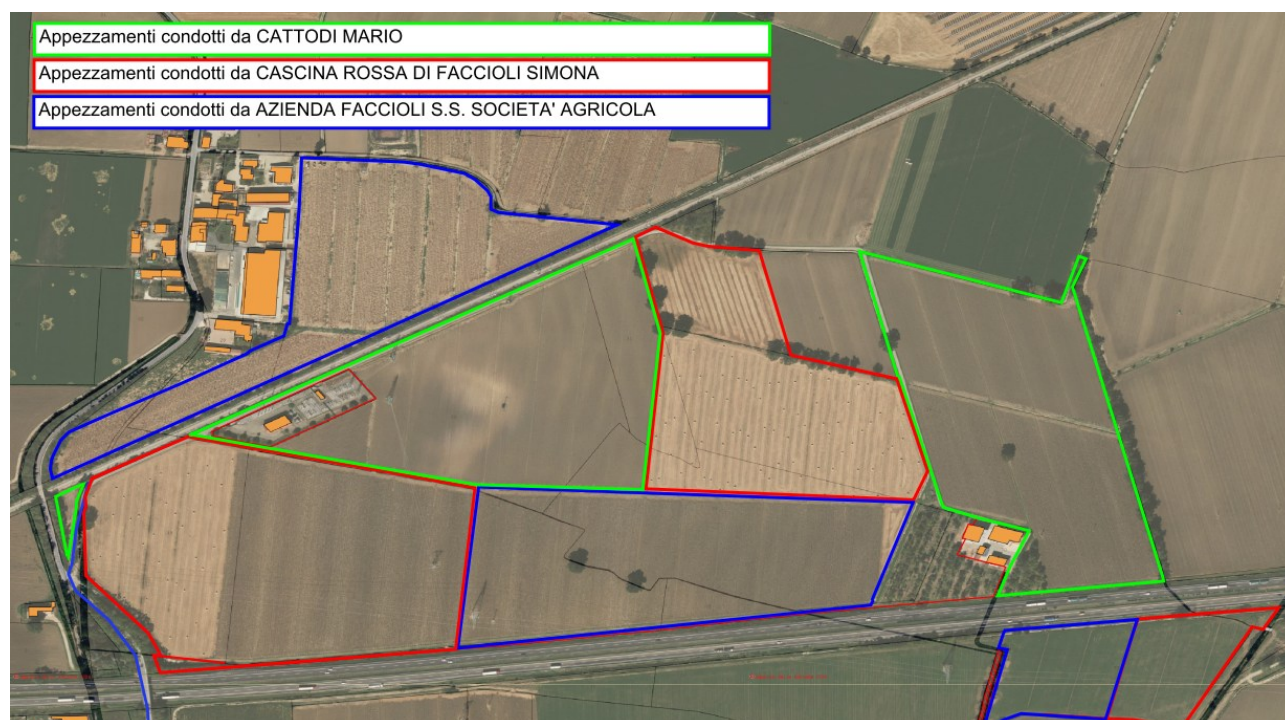 Appezzamenti condotti da CATTODI MARIO
Appezzamenti condotti da CASCINA ROSSA DI FACCIOLI SIMONA
Appezzamenti condotti da AZIENDA FACCIOLI S.S. SOCIETA' AGRICOLA